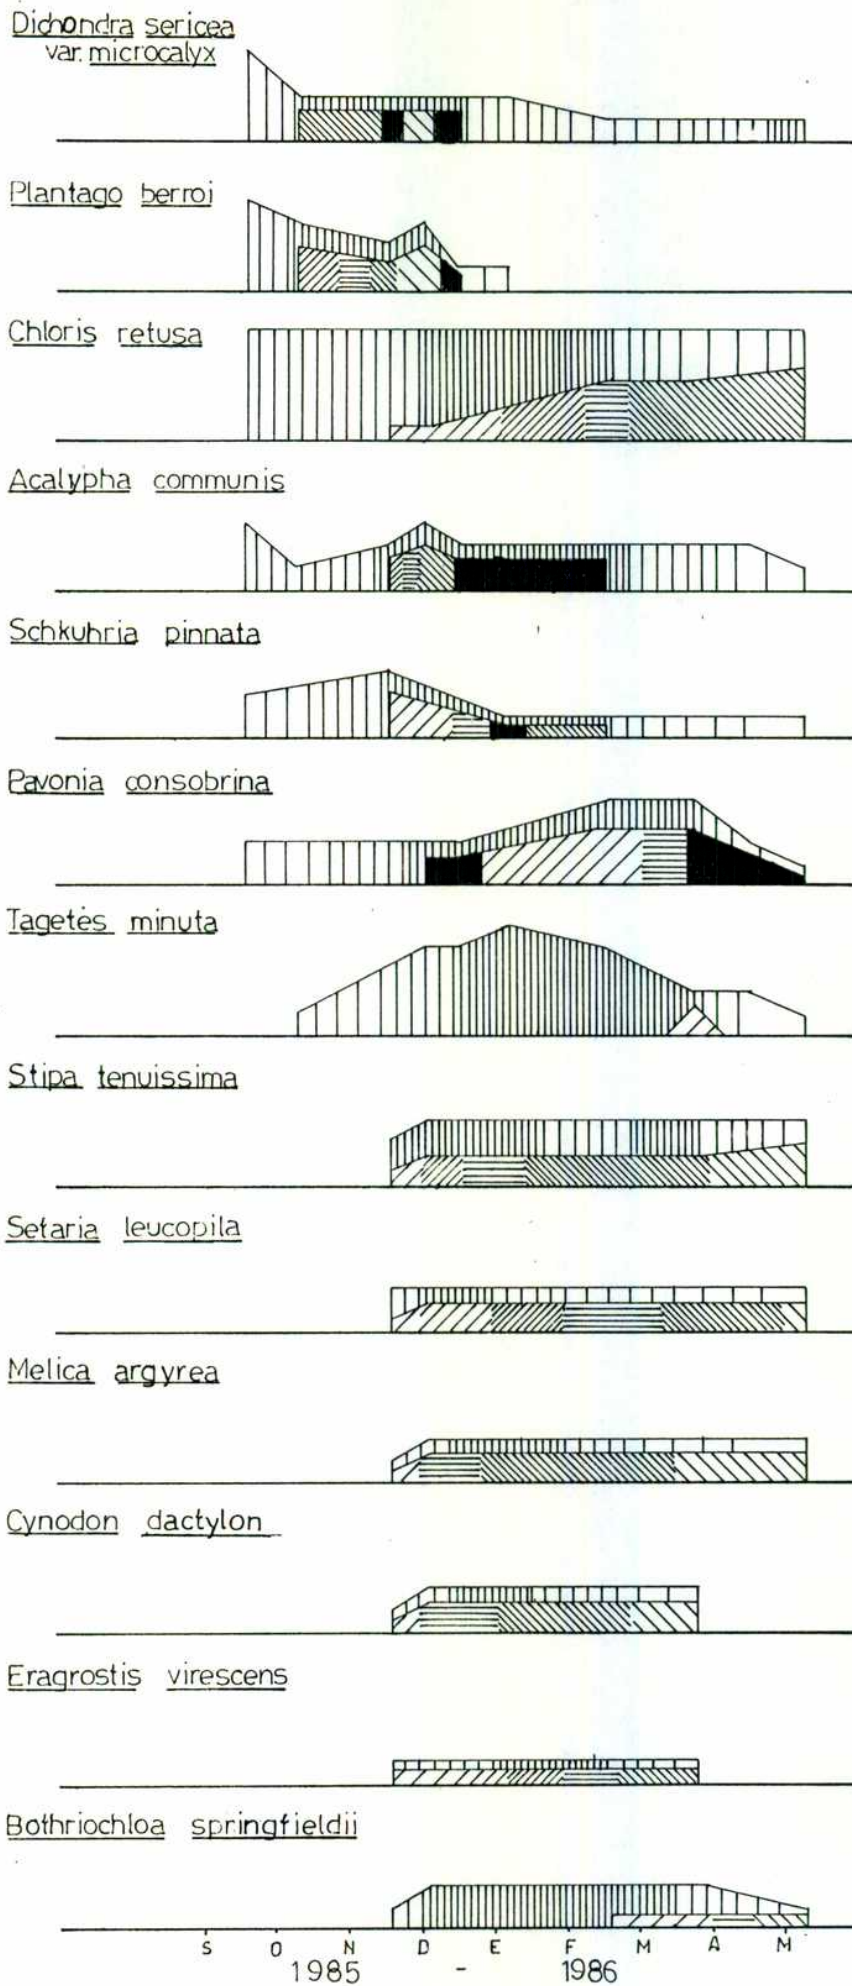 Dichondra sericea
var. microcalyx
Plantago berroi
Chloris retusa
Acalypha communis
Schkuhria pinnata
Pavonia consobrina
Tagetes minuta
Stipa tenuissima
Setaria leucopila
Melica argyrea
Cynodon dactylon
Eragrostis virescens
Bothriochloa springfieldii
S O N D E F M A M
1985 - 1986